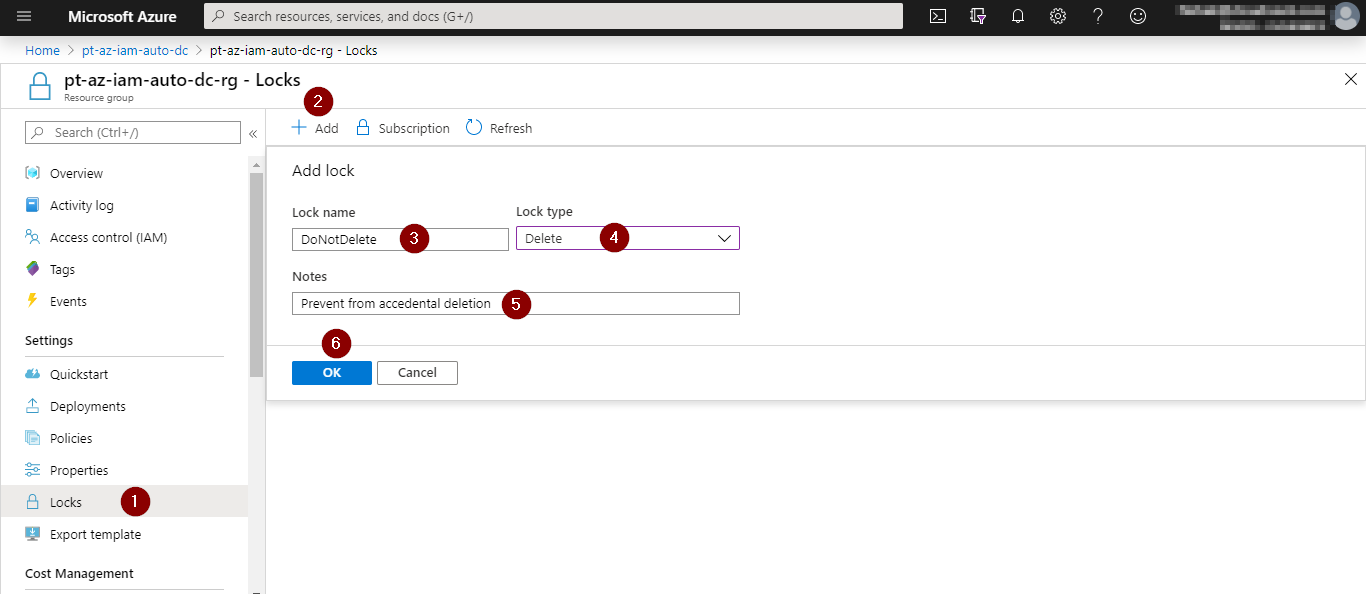 Microsoft Azure
Search resources, services, and docs (G+/)
Home > pt-az-iam-auto-dc > pt-az-iam-auto-dc-rg - Locks
pt-az-iam-auto-dc-rg - Locks
Resource group
2
Search (Ctrl+/)
«
Add
Subscription
Refresh
Overview
Activity log
Access control (IAM)
Tags
Events
Settings
Quickstart
Deployments
Policies
Properties
Locks 1
Export template
Cost Management
Add lock
Lock name
Lock type
DoNotDelete 3
Delete 4
Notes
Prevent from accedental deletion 5
6
OK
Cancel